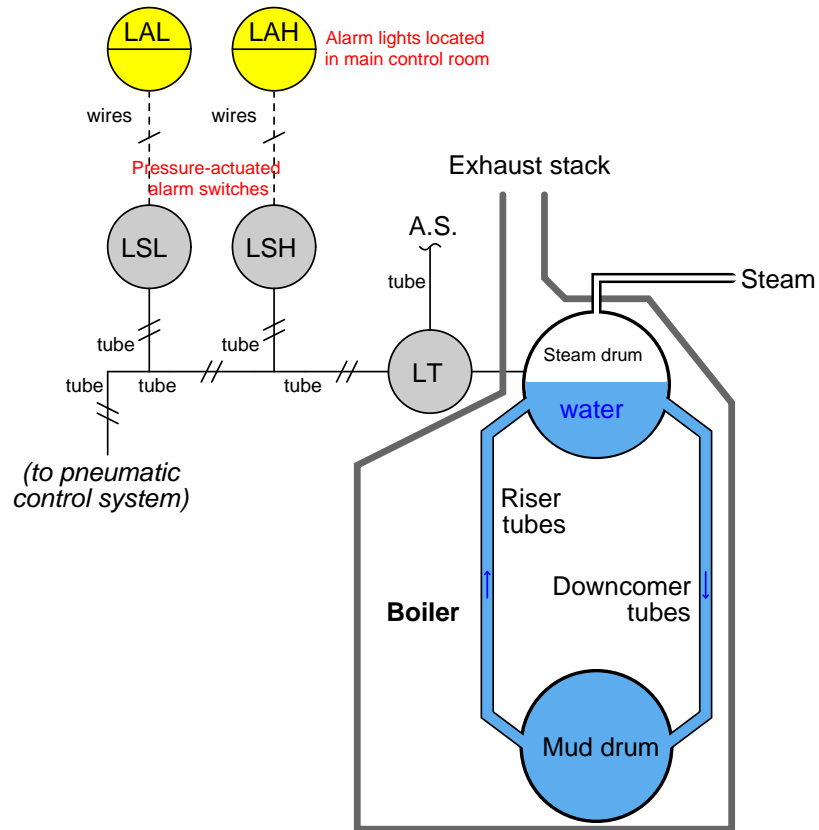 LAL
LAH
Alarm lights located
in main control room
wires
wires
Pressure-actuated
alarm switches
Exhaust stack
LSL
LSH
A.S.
tube
Steam
tube
tube
Steam drum
LT
tube
tube
tube
water
(to pneumatic
control system)
Riser
tubes
Boiler
Downcomer
tubes
Mud drum